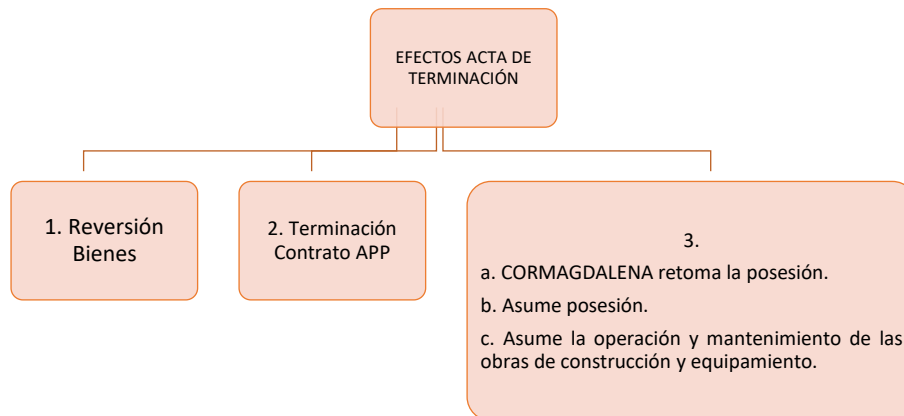 EFECTOS ACTA DE
TERMINACIÓN
1. Reversión
Bienes
2. Terminación
Contrato APP
3.
a. CORMAGDALENA retoma la posesión.
b. Asume posesión.
c. Asume la operación y mantenimiento de las
obras de construcción y equipamiento.